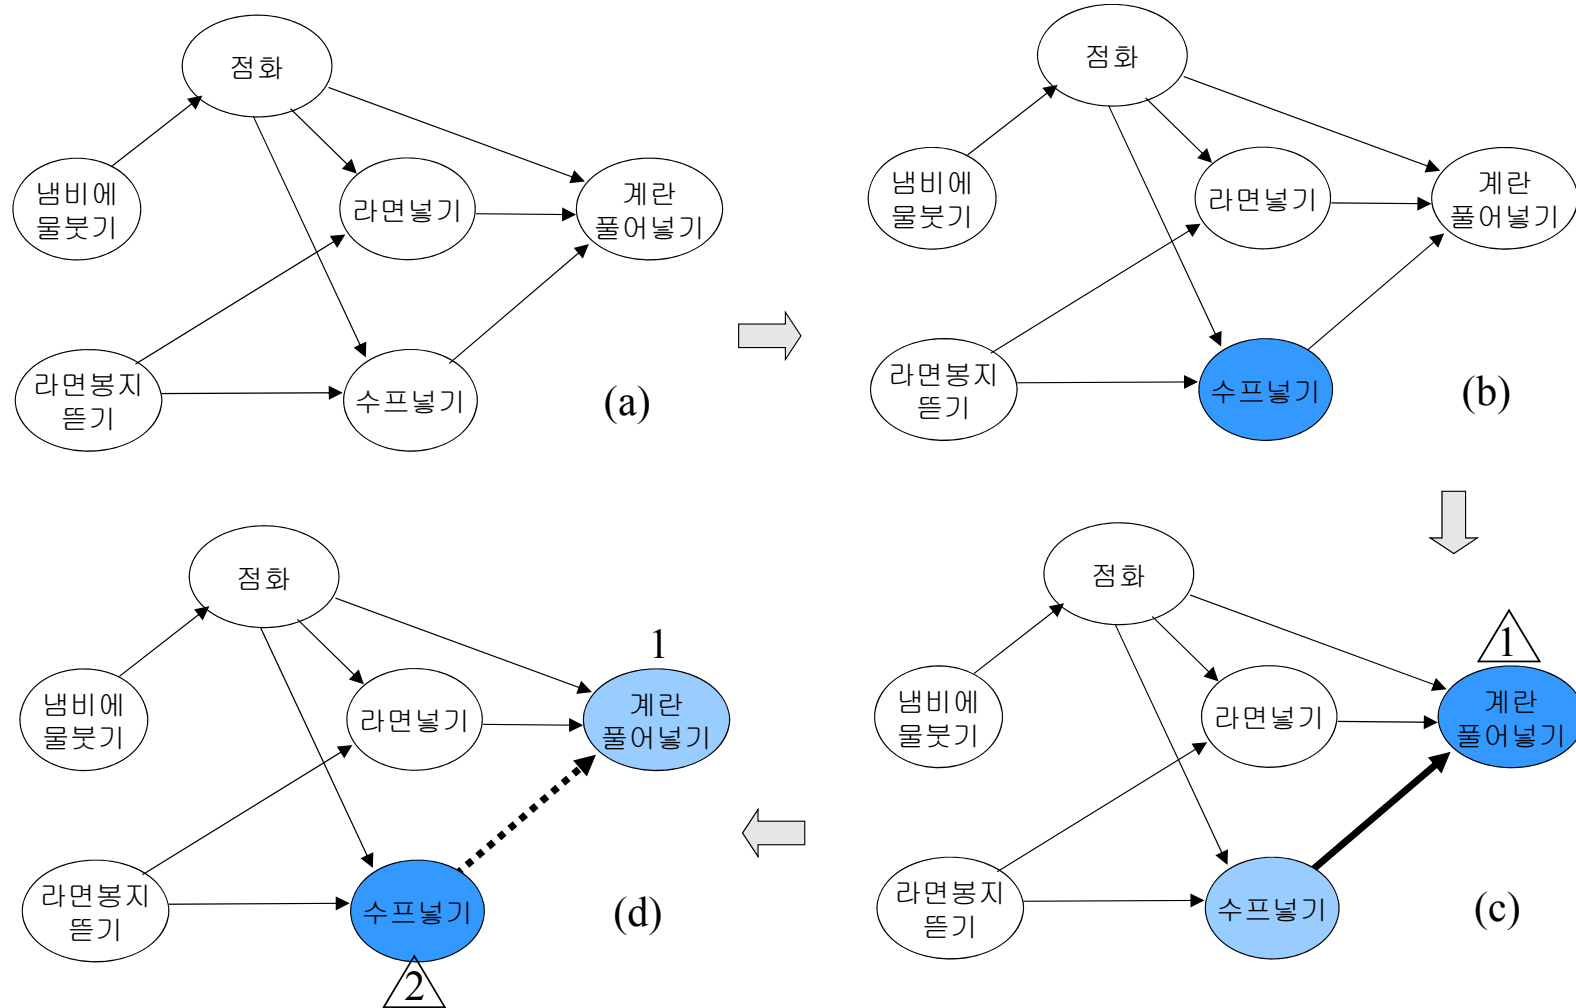 점화
냄비에
물붓기
라면넣기
계란
풀어넣기
라면봉지
뜯기
수프넣기
(a)
점화
냄비에
물붓기
라면넣기
계란
풀어넣기
라면봉지
뜯기
수프넣기
(b)
점화
1
냄비에
물붓기
라면넣기
계란
풀어넣기
라면봉지
뜯기
수프넣기
(d)
2
점화
1
냄비에
물붓기
라면넣기
계란
풀어넣기
라면봉지
뜯기
수프넣기
(c)